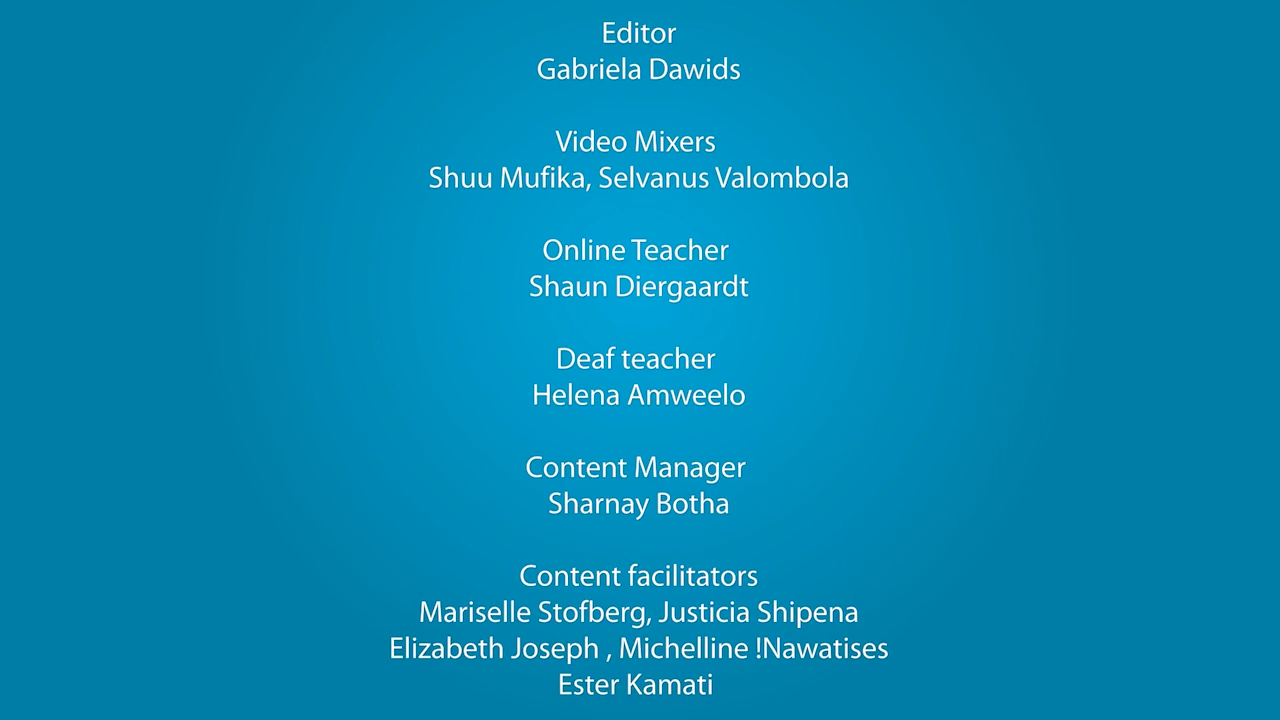 Editor
Gabriela Dawids
Video Mixers
Shuu Mufika, Selvanus Valombola
Online Teacher
Shaun Diergaardt
Deaf teacher
Helena Amweelo
Content Manager
Sharnay Botha
Content facilitators
Mariselle Stofberg, Justicia Shipena
Elizabeth Joseph , Michelline !Nawatises
Ester Kamati